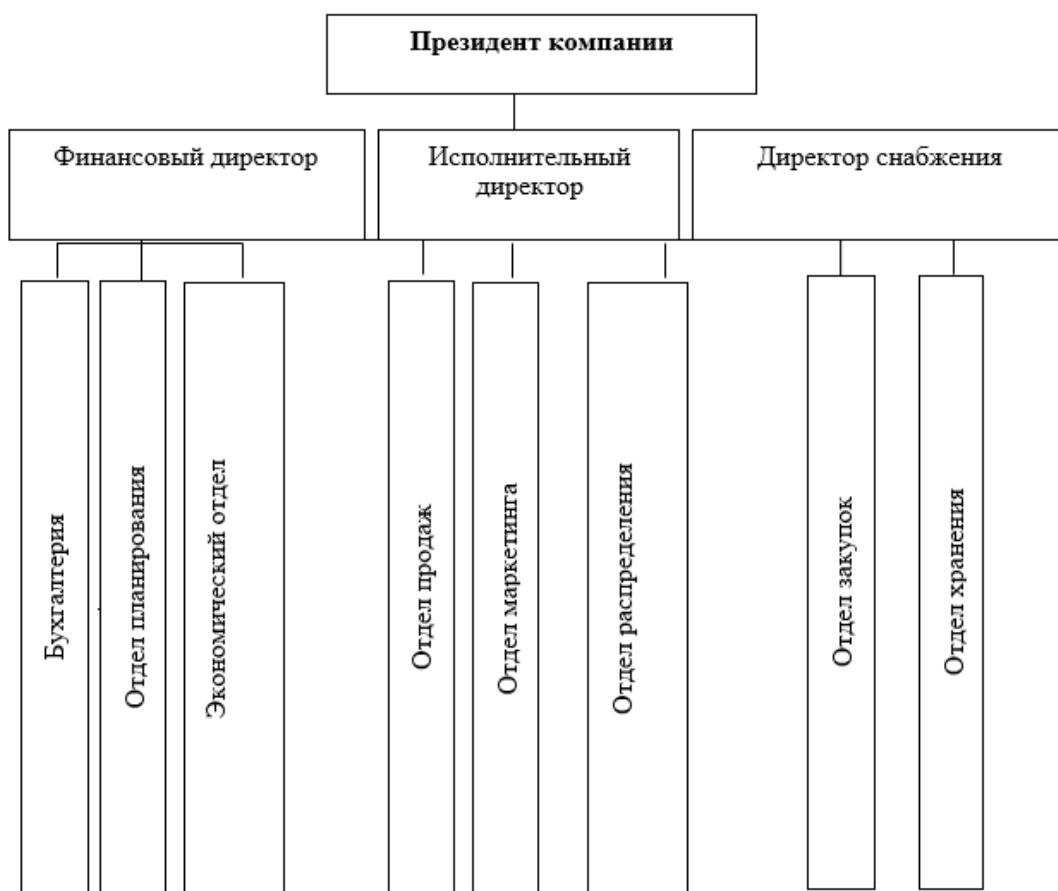 Президент компании
Финансовый директор
Исполнительный
директор
Директор снабжения
Бухгалтерия
Отдел планирования
Экономический отдел
Отдел продаж
Отдел маркетинга
Отдел распределения
Отдел закупок
Отдел хранения